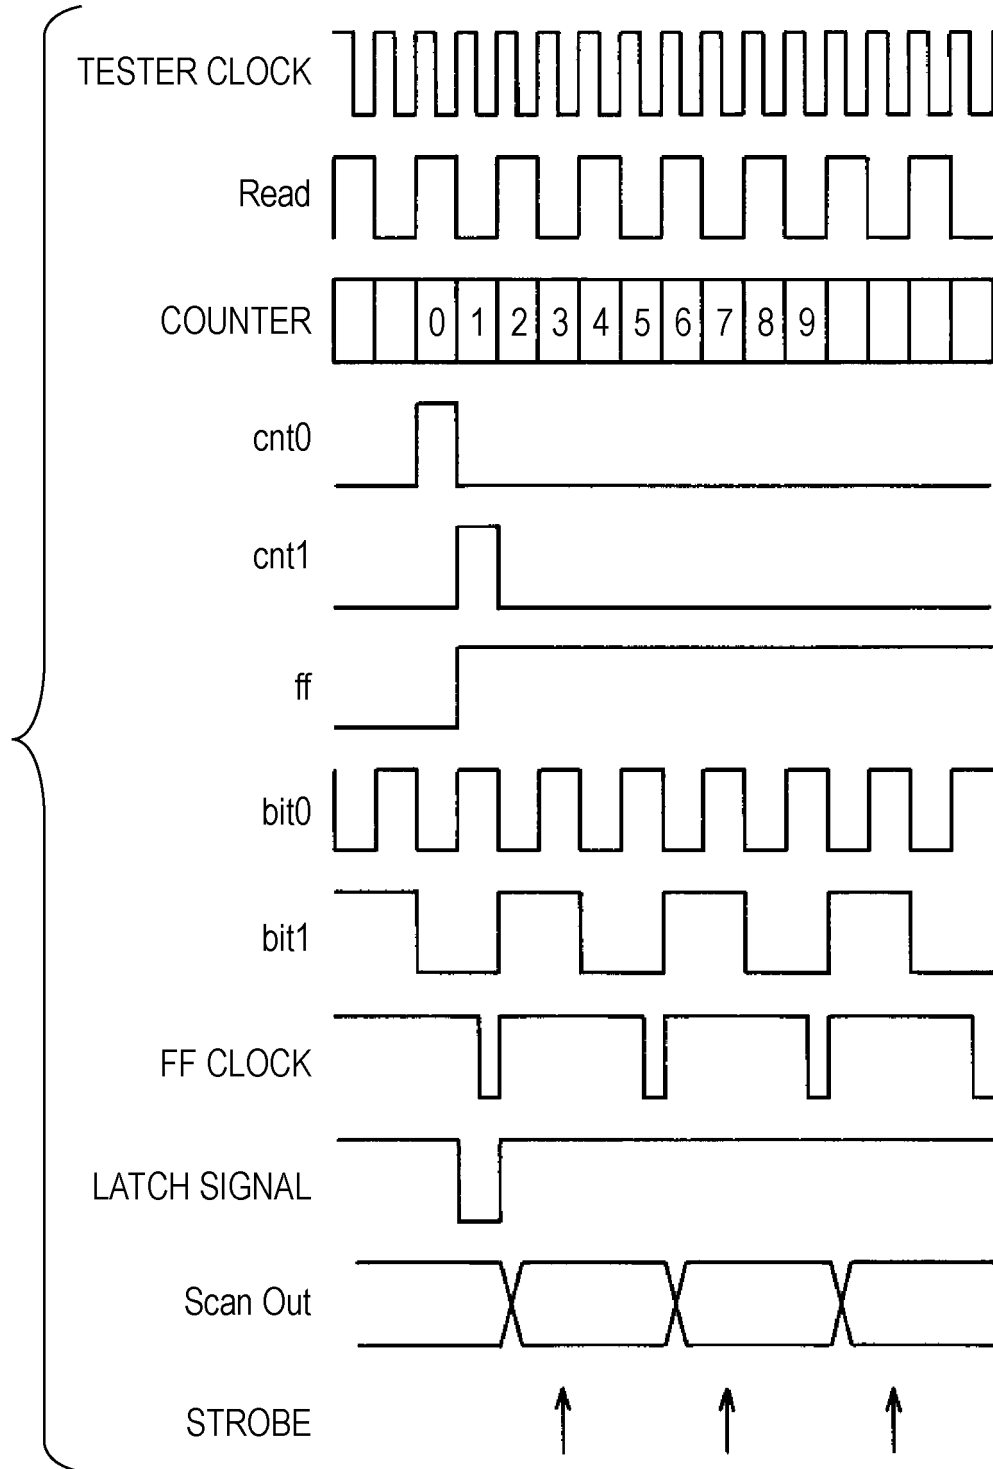 TESTER CLOCK
Read
COUNTER 0 1 2 3 4 5 6 7 8 9
cnt0
cnt1
ff
bit0
bit1
FF CLOCK
LATCH SIGNAL
Scan Out
STROBE